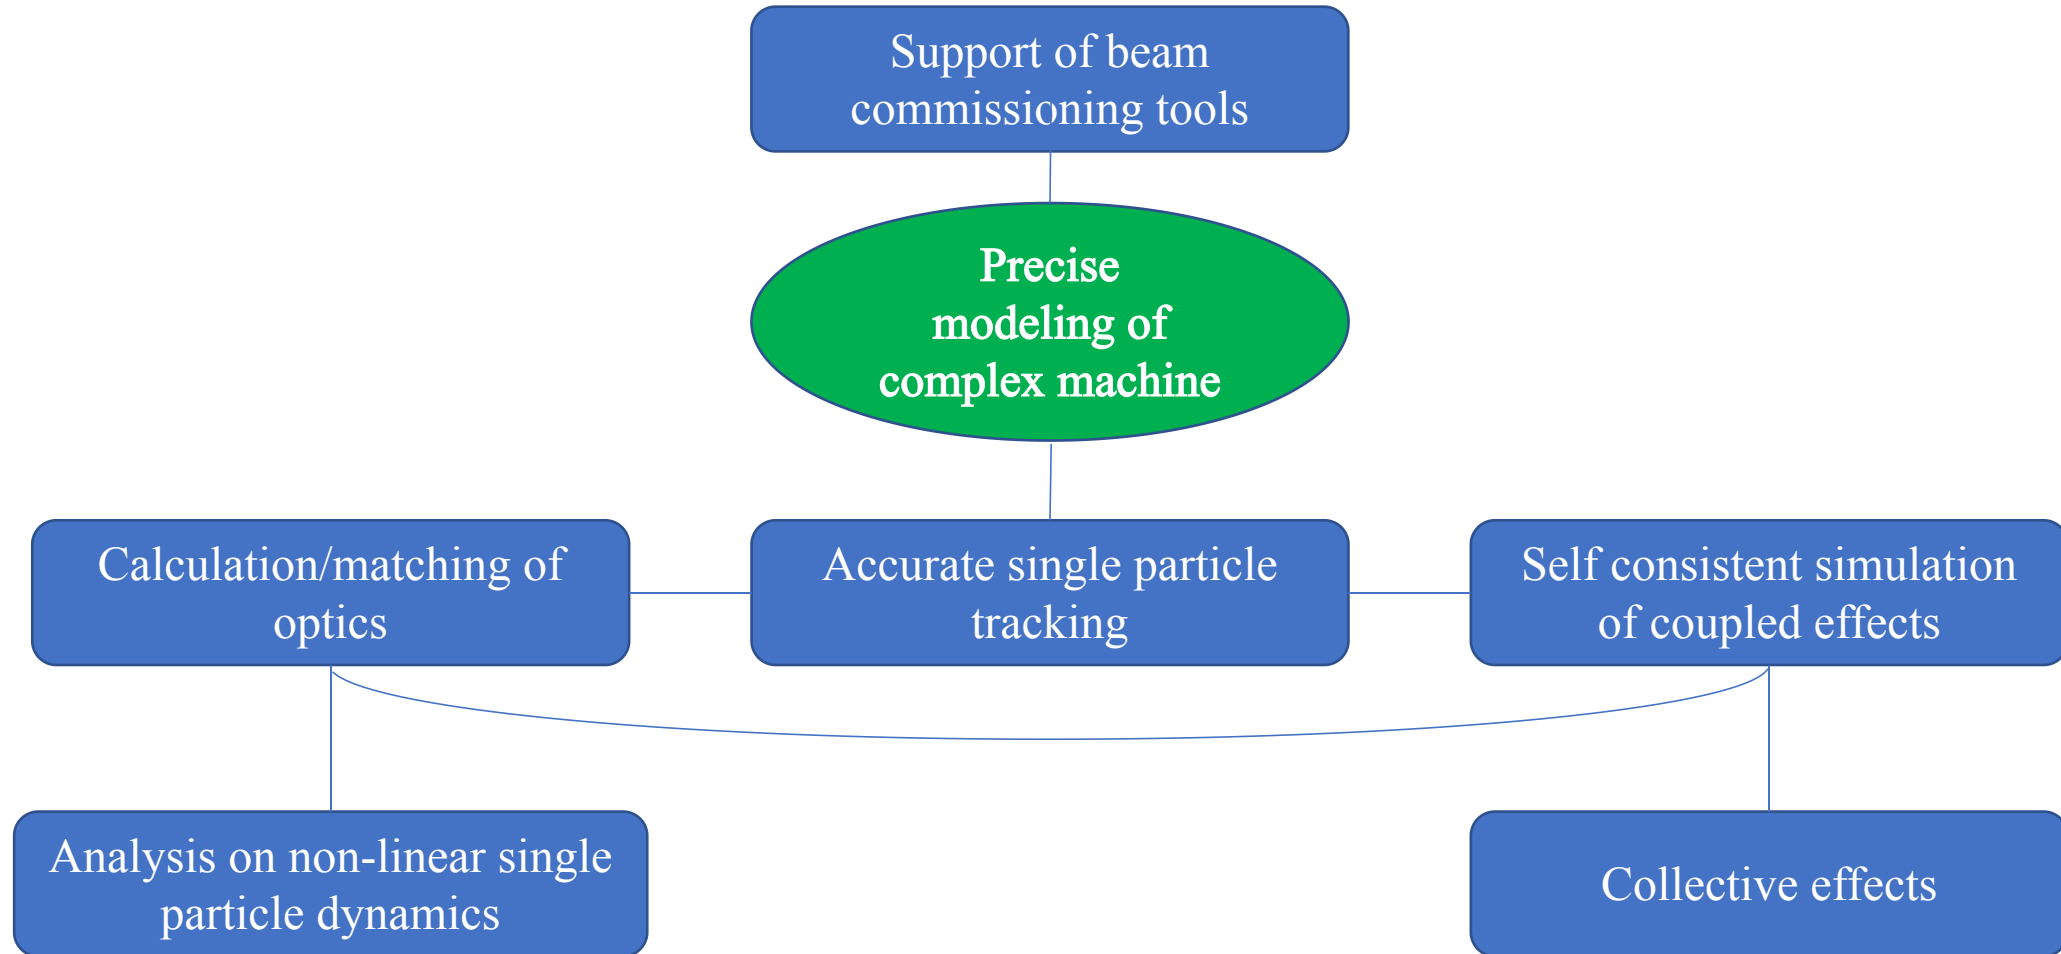 Support of beam
commissioning tools
Precise
modeling of
complex machine
Calculation/matching of
optics
Accurate single particle
tracking
Self consistent simulation
of coupled effects
Analysis on non-linear single
particle dynamics
Collective effects